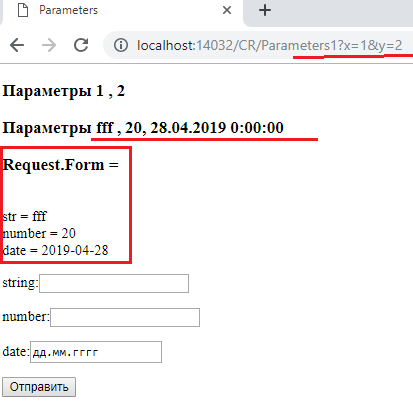 Parameters
localhost:14032/CR/Parameters1?x=1&y=2
Параметры 1 , 2
Параметры fff , 20, 28.04.2019 0:00:00
Request.Form =
str = fff
number = 20
date = 2019-04-28
string:
number:
date: дд.мм.гггг
Отправить